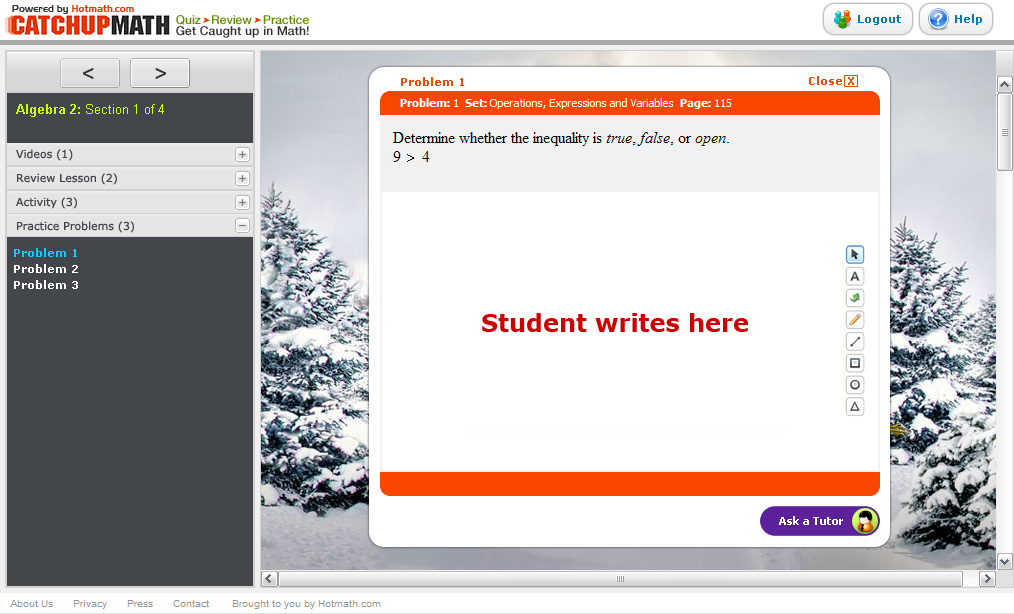 Powered by Hotmath.com
CATCHUPMATH
Quiz ➤ Review ➤ Practice
Get Caught up in Math!
Logout
Help
< >
Algebra 2: Section 1 of 4
Videos (1)
Review Lesson (2)
Activity (3)
Practice Problems (3)
Problem 1
Problem 2
Problem 3
Problem 1
Close X
Problem: 1 Set: Operations, Expressions and Variables Page: 115
Determine whether the inequality is true, false, or open.
9 > 4
Student writes here
A
Ask a Tutor
About Us Privacy Press Contact Brought to you by Hotmath.com